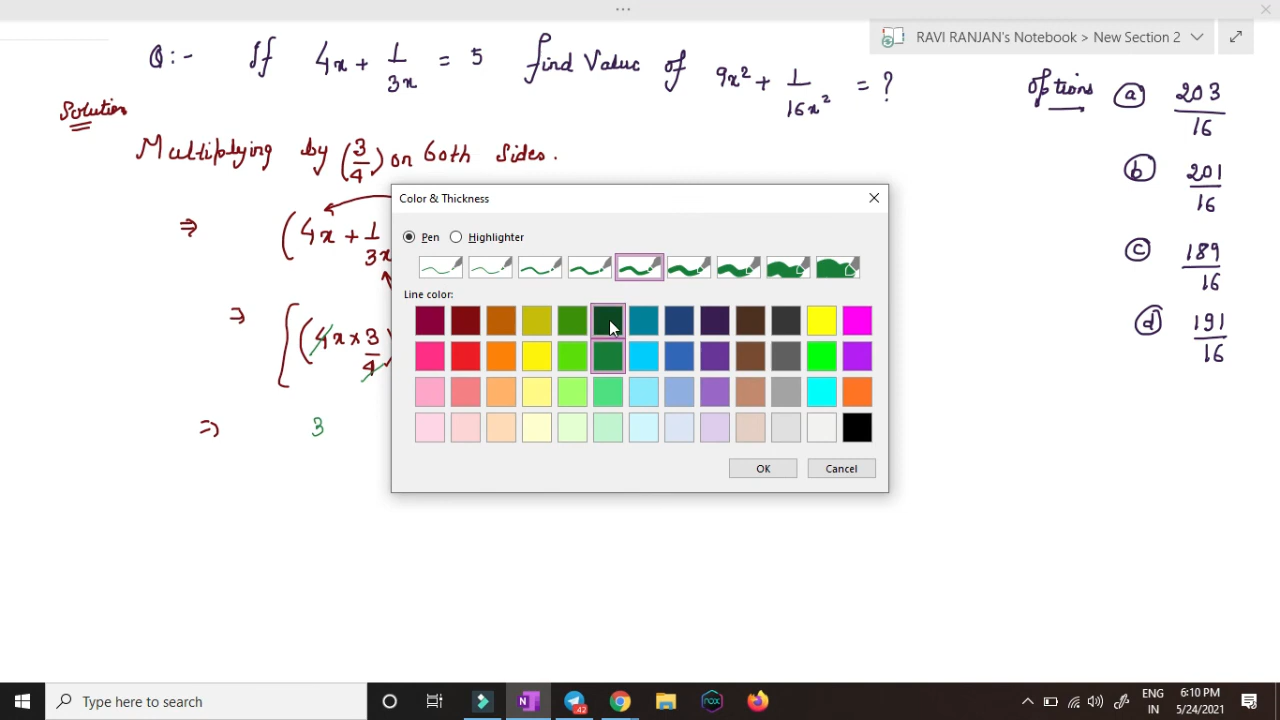 RAVI RANJAN's Notebook > New Section 2
Q:- If 4x + 1/3x = 5 find Value of 9x² + 1/16x² = ?
Options (a) 203/16
Solution
Multiplying by (3/4) on both sides.
(b) 201/16
⇒ (4x + 1/3x
(c) 189/16
⇒ [(4x × 3/4)
(d) 191/16
⇒ 3
Color & Thickness
Pen Highlighter
Line color:
OK Cancel
Type here to search
42
nox
ENG
IN
6:10 PM
5/24/2021